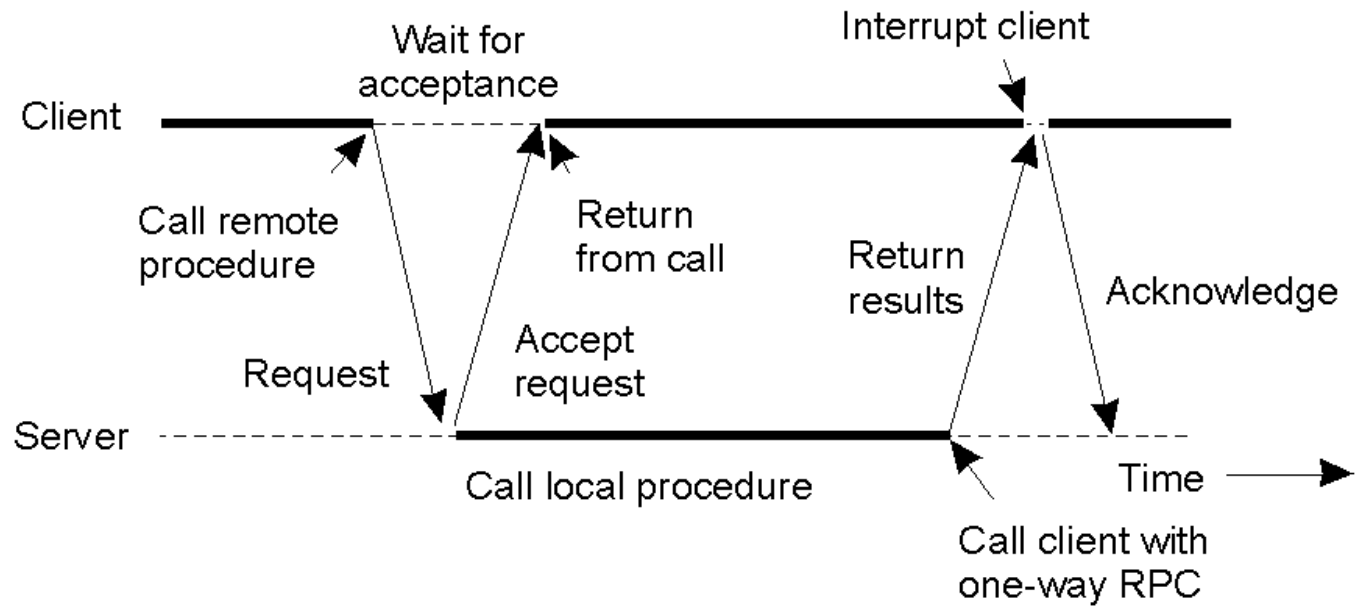 Interrupt client
Wait for
acceptance
Client
Call remote
procedure
Return
from call
Return
results
Acknowledge
Request
Accept
request
Server
Call local procedure
Time
Call client with
one-way RPC